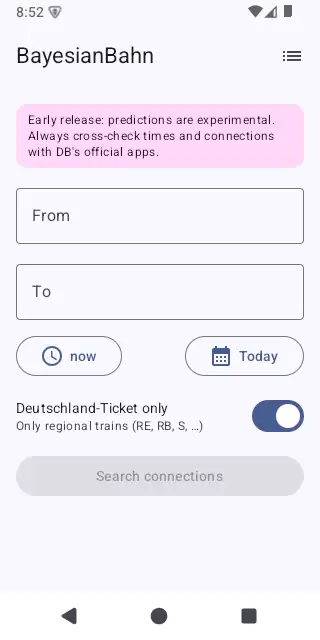 8:52
BayesianBahn
Early release: predictions are experimental.
Always cross-check times and connections
with DB's official apps.
From
To
now
Today
Deutschland-Ticket only
Only regional trains (RE, RB, S, …)
Search connections